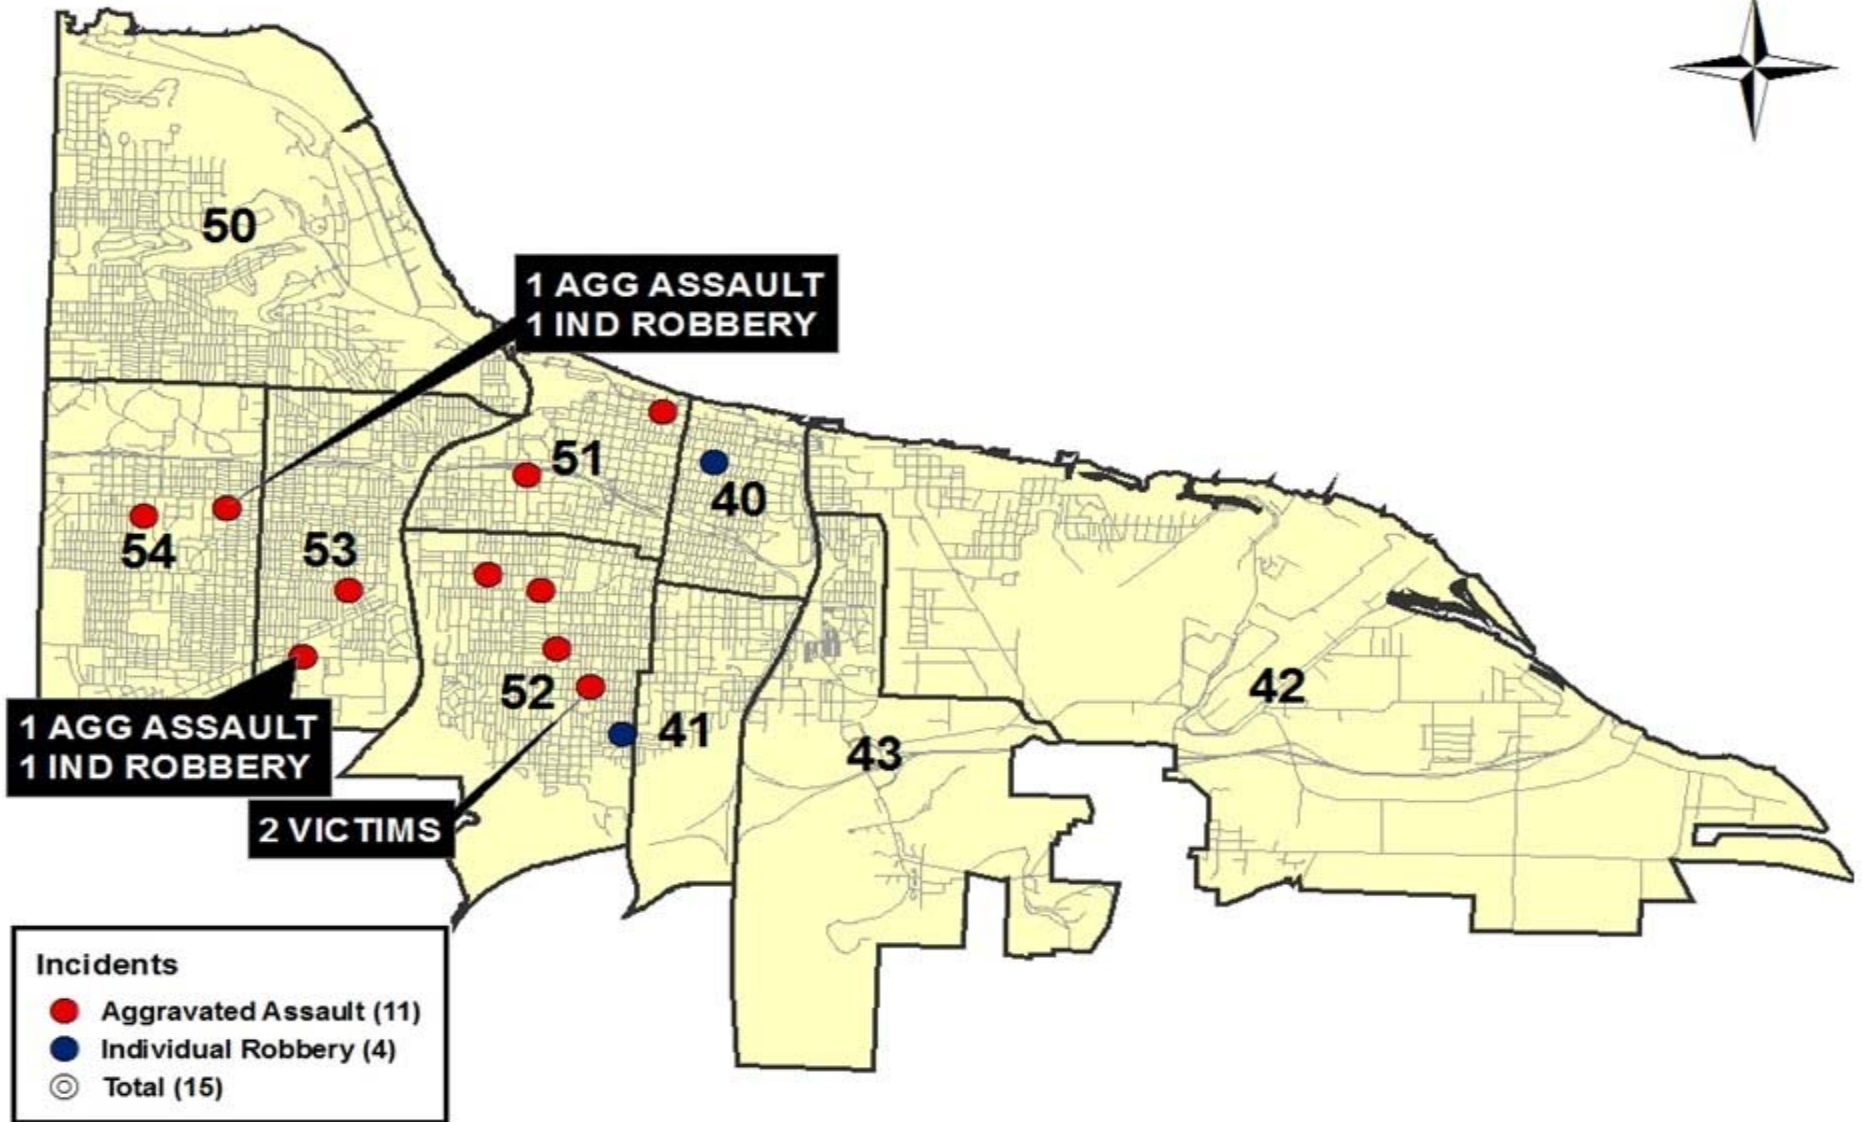 50
1 AGG ASSAULT
1 IND ROBBERY
51
40
54
53
52
41
42
43
1 AGG ASSAULT
1 IND ROBBERY
2 VICTIMS
Incidents
Aggravated Assault (11)
Individual Robbery (4)
Total (15)